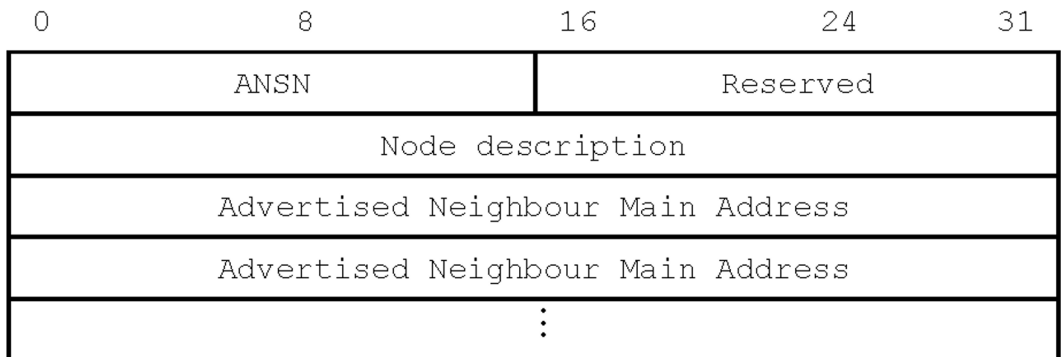 0 8 16 24 31
ANSN Reserved
Node description
Advertised Neighbour Main Address
Advertised Neighbour Main Address
⋮